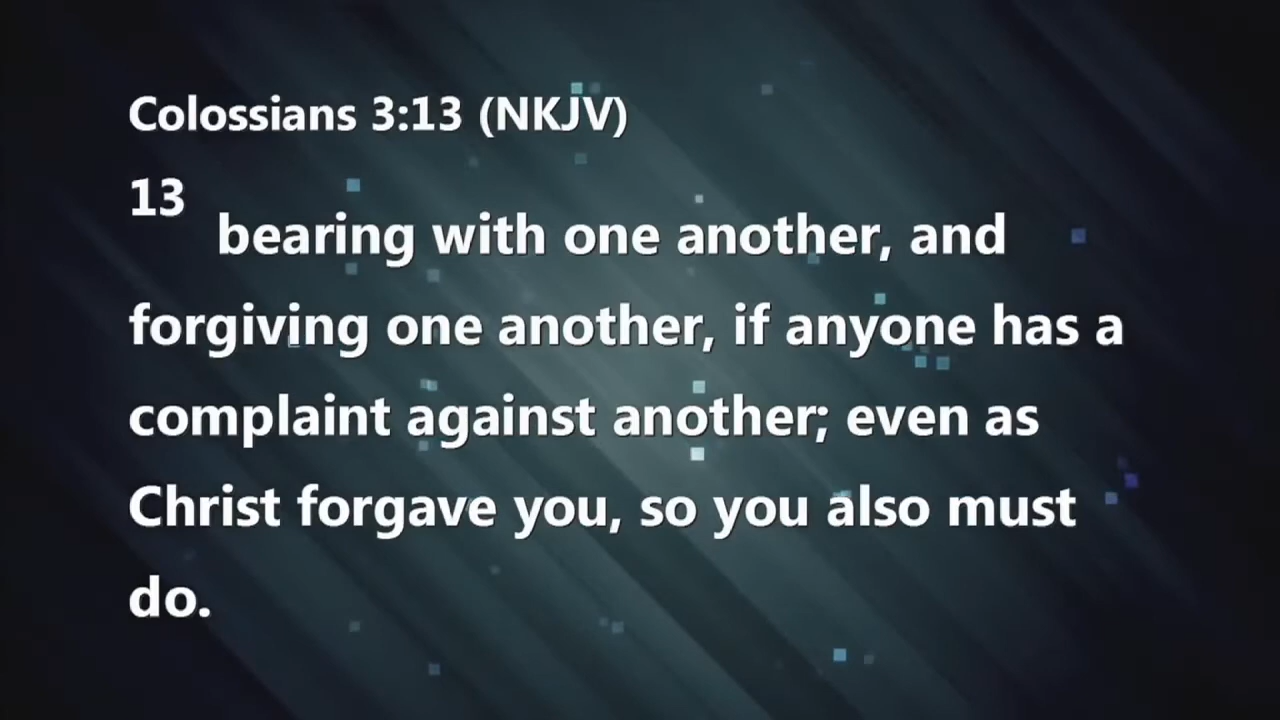 Colossians 3:13 (NKJV)
13 bearing with one another, and
forgiving one another, if anyone has a
complaint against another; even as
Christ forgave you, so you also must
do.